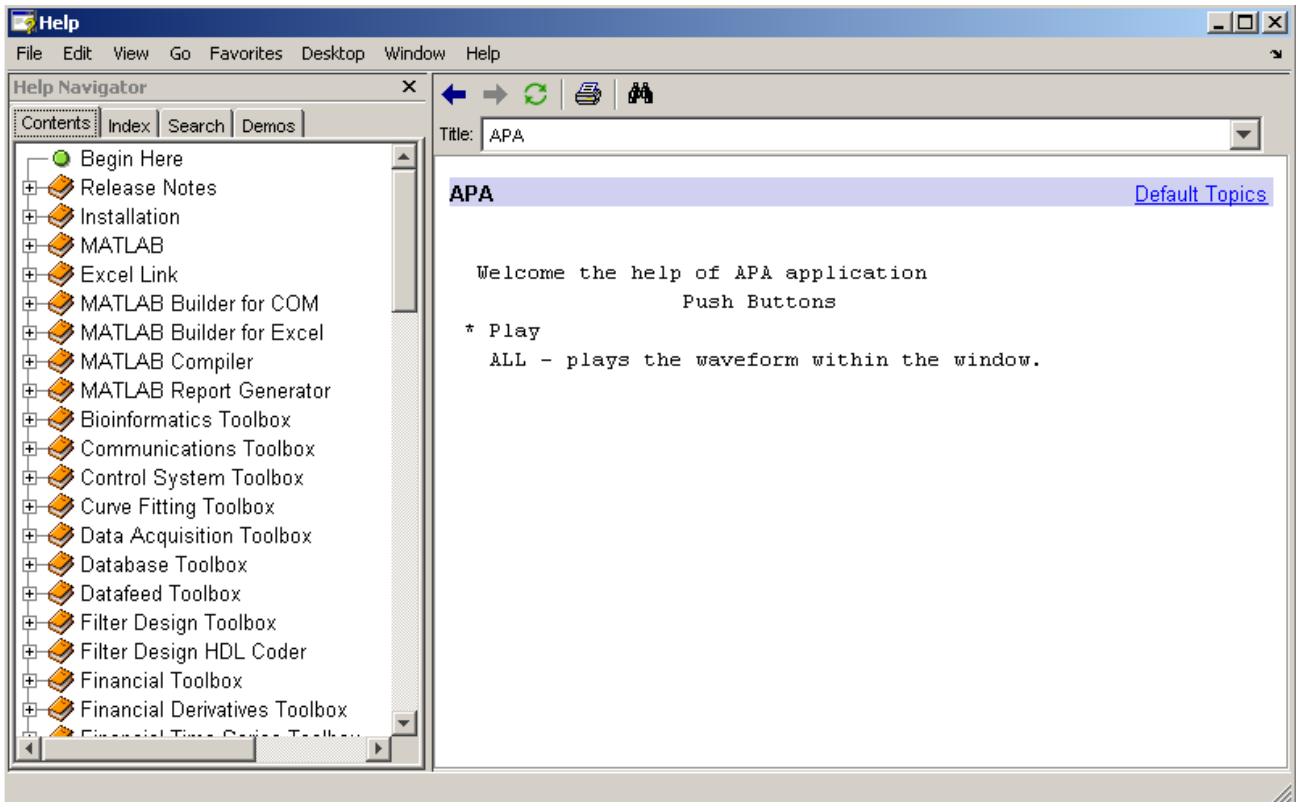 Help
File Edit View Go Favorites Desktop Window Help
Help Navigator
Contents Index Search Demos
Begin Here
Release Notes
Installation
MATLAB
Excel Link
MATLAB Builder for COM
MATLAB Builder for Excel
MATLAB Compiler
MATLAB Report Generator
Bioinformatics Toolbox
Communications Toolbox
Control System Toolbox
Curve Fitting Toolbox
Data Acquisition Toolbox
Database Toolbox
Datafeed Toolbox
Filter Design Toolbox
Filter Design HDL Coder
Financial Toolbox
Financial Derivatives Toolbox
Financial Time Series Toolbox
Title: APA
APA Default Topics
Welcome the help of APA application
Push Buttons
* Play
ALL - plays the waveform within the window.